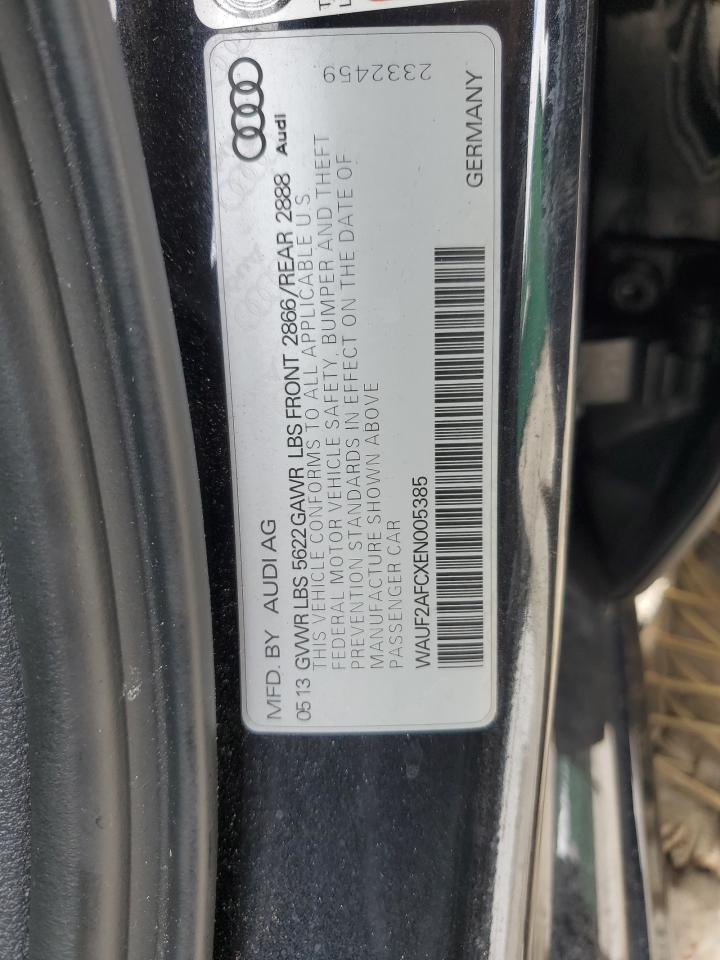 MFD. BY AUDI AG
05 13 GVWR LBS 5622 GAWR LBS FRONT 2866/REAR 2888
Audi
THIS VEHICLE CONFORMS TO ALL APPLICABLE U.S
FEDERAL MOTOR VEHICLE SAFETY, BUMPER AND THEFT
PREVENTION STANDARDS IN EFFECT ON THE DATE OF
MANUFACTURE SHOWN ABOVE
PASSENGER CAR
WAUF2AFCXEN005385
GERMANY
2332459